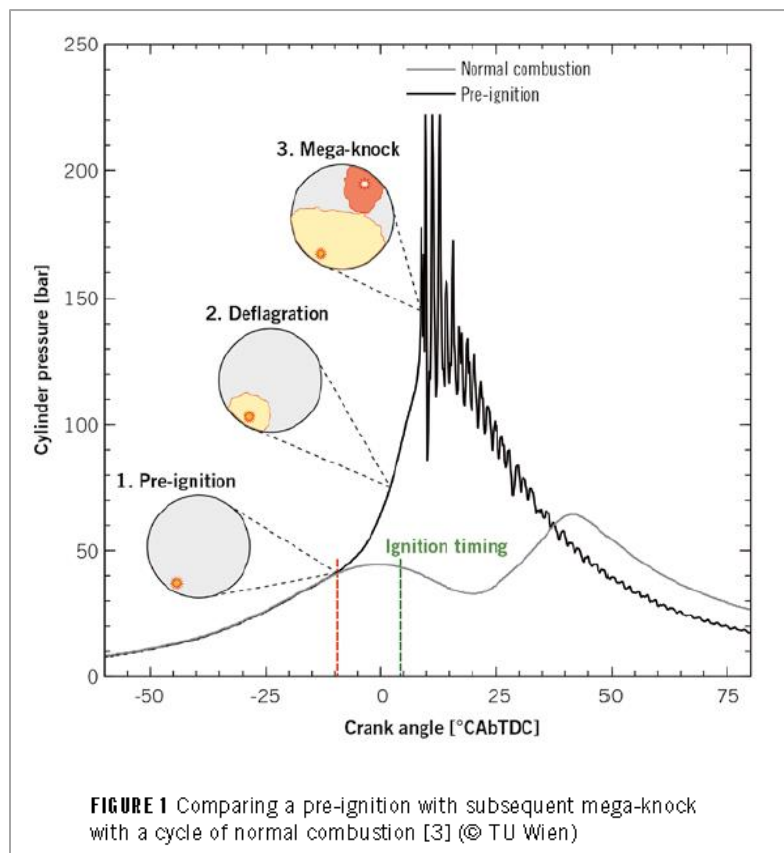 250
200
150
100
50
0
Cylinder pressure [bar]
Normal combustion
Pre-ignition
3. Mega-knock
2. Deflagration
1. Pre-ignition
Ignition timing
-50 -25 0 25 50 75
Crank angle [°CAbTDC]
FIGURE 1 Comparing a pre-ignition with subsequent mega-knock
with a cycle of normal combustion [3] (© TU Wien)